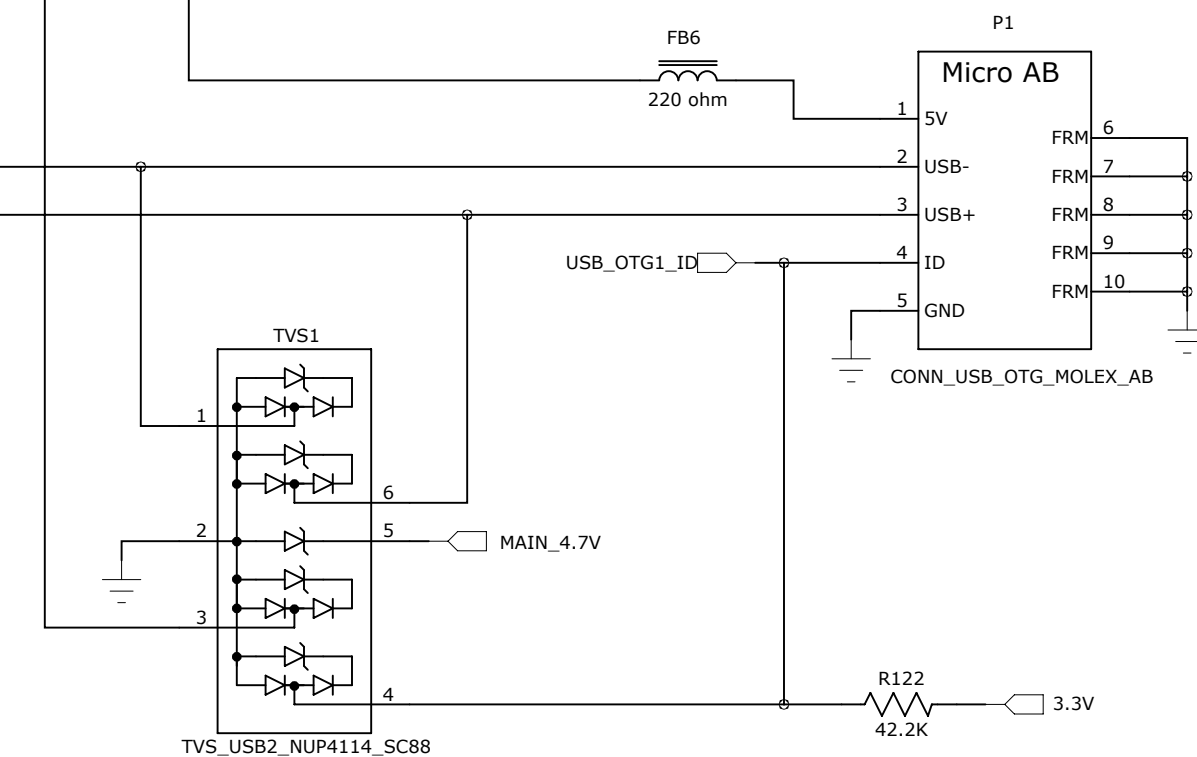 P1
FB6
Micro AB
220 ohm
1
5V
FRM
6
2
USB-
FRM
7
3
USB+
FRM
8
USB_OTG1_ID
4
ID
FRM
9
FRM
10
5
GND
TVS1
CONN_USB_OTG_MOLEX_AB
1
6
2
5
MAIN_4.7V
3
4
R122
3.3V
42.2K
TVS_USB2_NUP4114_SC88